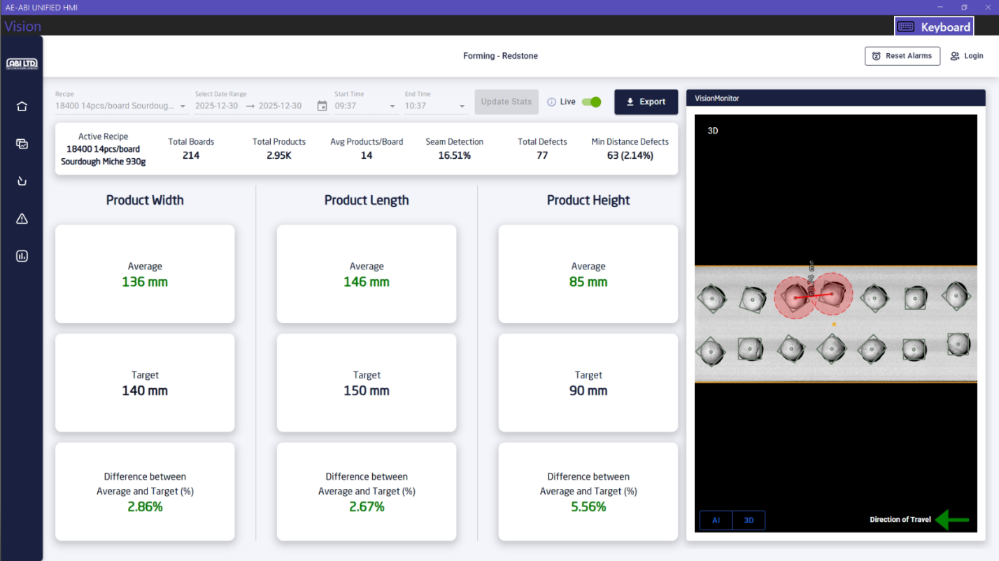 AE-ABI UNIFIED HMI
Vision
Keyboard
ABI LTD
Forming - Redstone
Reset Alarms
Login
Recipe
18400 14pcs/board Sourdoug...
Select Date Range
2025-12-30 → 2025-12-30
Start Time
09:37
End Time
10:37
Update Stats
Live
Export
Active Recipe
18400 14pcs/board
Sourdough Miche 930g
Total Boards
214
Total Products
2.95K
Avg Products/Board
14
Seam Detection
16.51%
Total Defects
77
Min Distance Defects
63 (2.14%)
Product Width
Average
136 mm
Target
140 mm
Difference between
Average and Target (%)
2.86%
Product Length
Average
146 mm
Target
150 mm
Difference between
Average and Target (%)
2.67%
Product Height
Average
85 mm
Target
90 mm
Difference between
Average and Target (%)
5.56%
VisionMonitor
3D
AI
3D
Direction of Travel